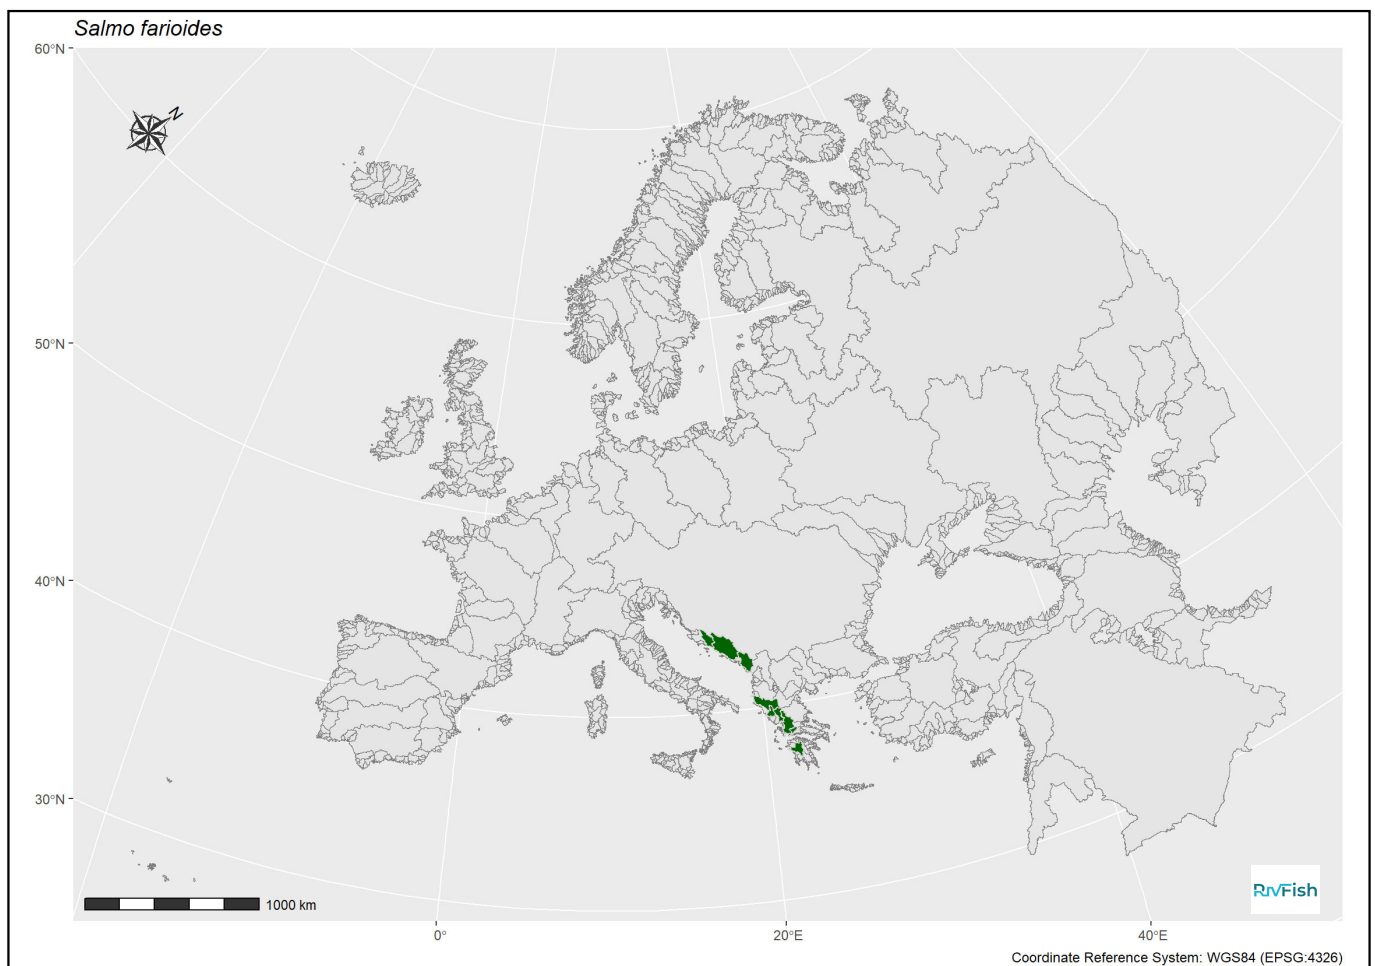 Salmo farioides
60°N
N
50°N
40°N
30°N
1000 km
RIVFish
0°
20°E
40°E
Coordinate Reference System: WGS84 (EPSG:4326)